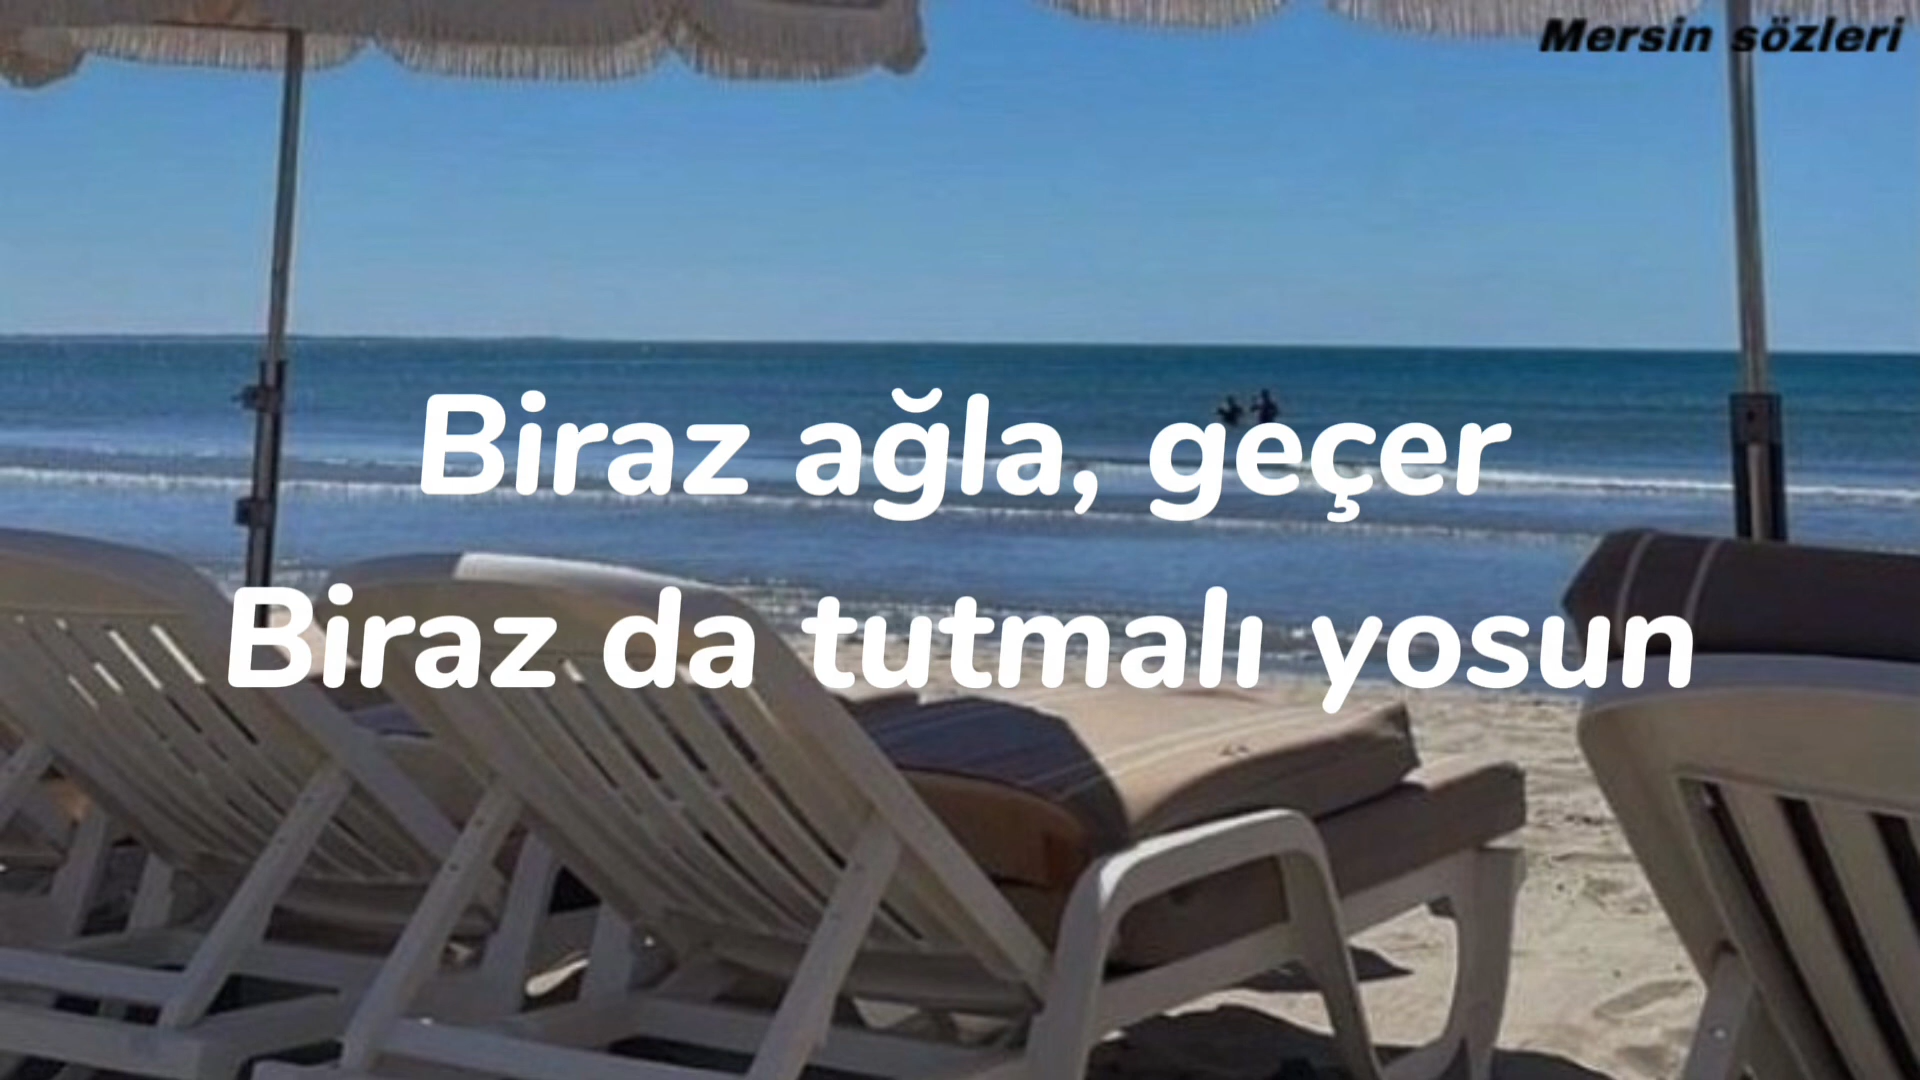 Mersin sözleri
Biraz ağla, geçer
Biraz da tutmalı yosun